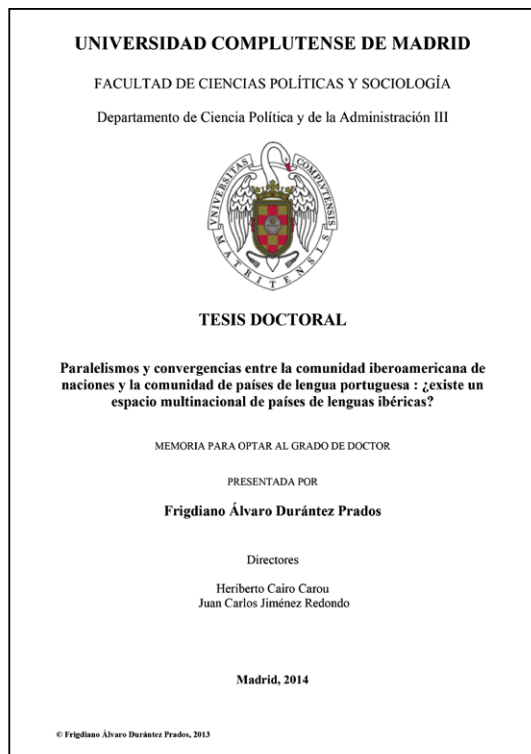 UNIVERSIDAD COMPLUTENSE DE MADRID
FACULTAD DE CIENCIAS POLÍTICAS Y SOCIOLOGÍA
Departamento de Ciencia Política y de la Administración III
VNIVERSITAS COMPLVTENSIS
MATRITENSIS
TESIS DOCTORAL
Paralelismos y convergencias entre la comunidad iberoamericana de
naciones y la comunidad de países de lengua portuguesa : ¿existe un
espacio multinacional de países de lenguas ibéricas?
MEMORIA PARA OPTAR AL GRADO DE DOCTOR
PRESENTADA POR
Frigdiano Álvaro Durántez Prados
Directores
Heriberto Cairo Carou
Juan Carlos Jiménez Redondo
Madrid, 2014
© Frigdiano Álvaro Durántez Prados, 2013